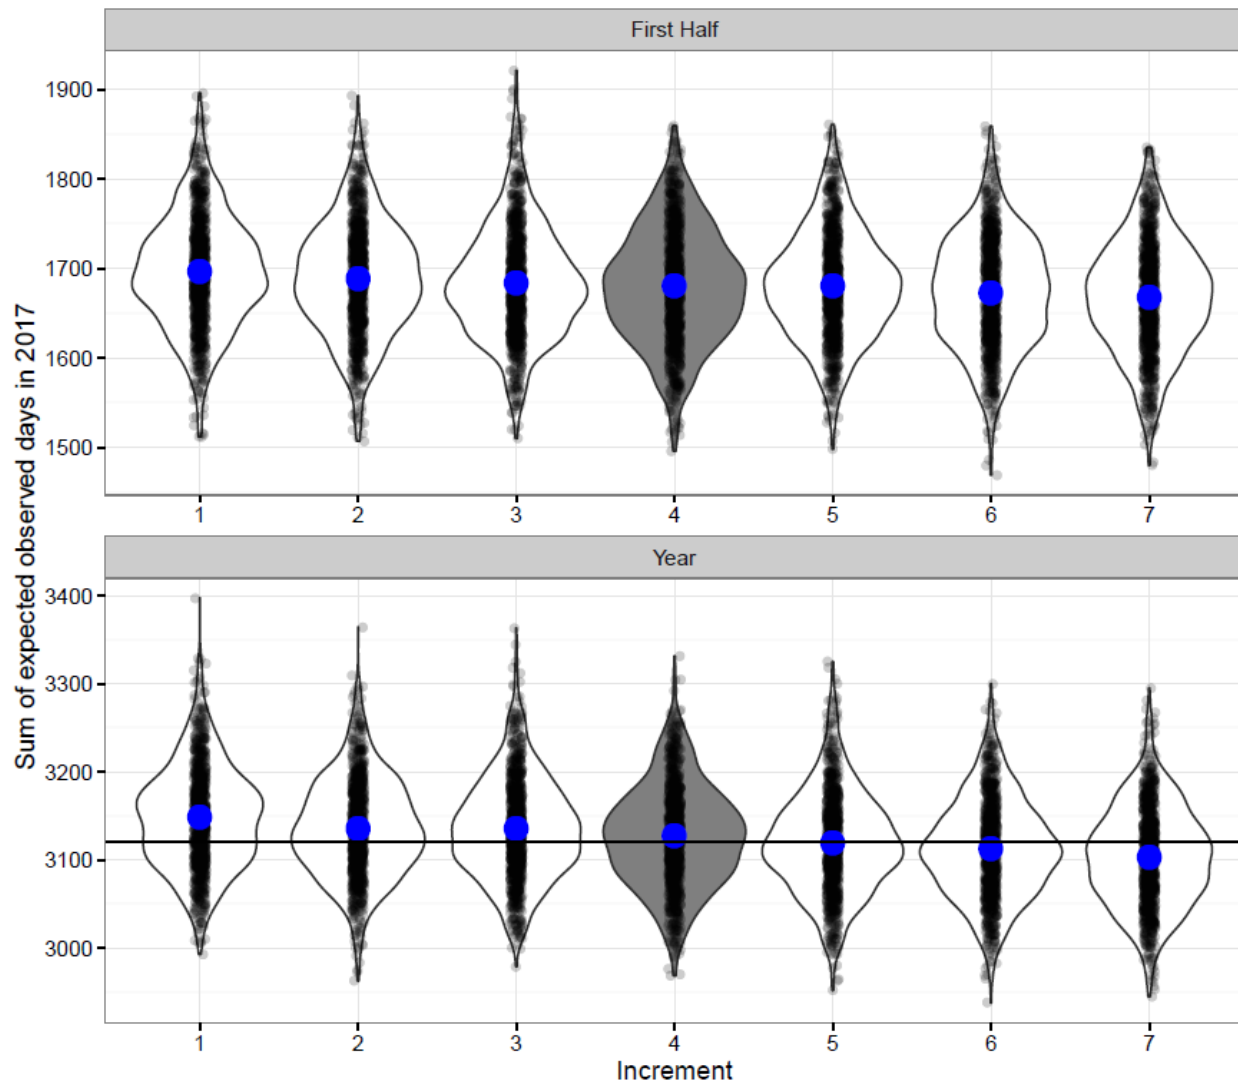 First Half
1900
1800
1700
1600
1500
1 2 3 4 5 6 7
Sum of expected observed days in 2017
Year
3400
3300
3200
3100
3000
1 2 3 4 5 6 7
Increment